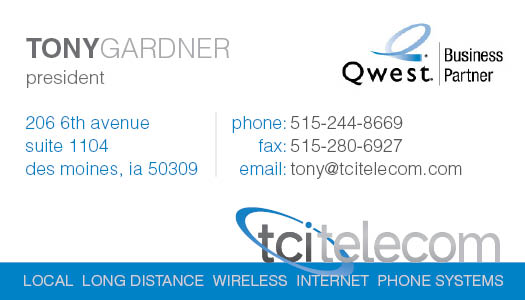 TONYGARDNER
president
Qwest. Business Partner
206 6th avenue
suite 1104
des moines, ia 50309
phone: 515-244-8669
fax: 515-280-6927
email: tony@tcitelecom.com
tcitelecom
LOCAL LONG DISTANCE WIRELESS INTERNET PHONE SYSTEMS